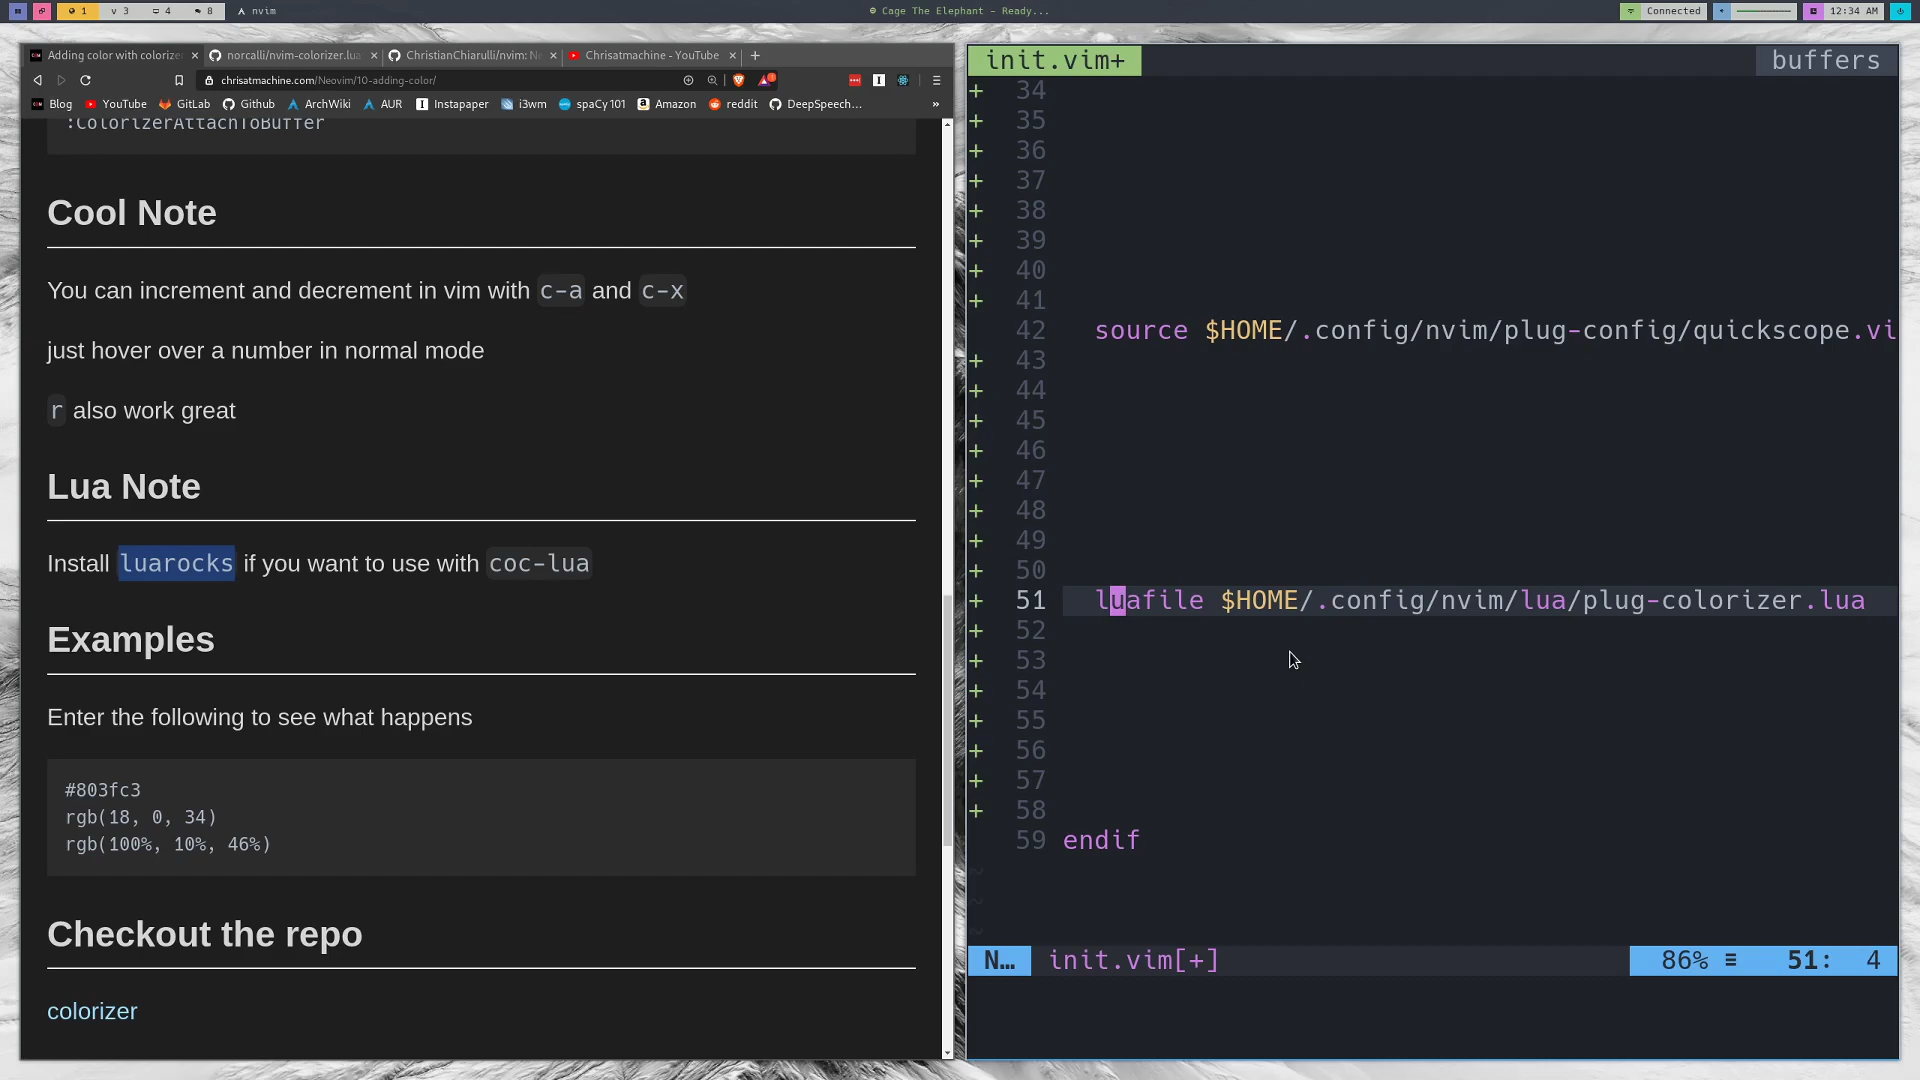 1 3 4 8 nvim
Cage The Elephant - Ready...
Connected 12:34 AM
Adding color with colorizer
norcalli/nvim-colorizer.lua
ChristianChiarulli/nvim: Ne
Chrisatmachine - YouTube
chrisatmachine.com/Neovim/10-adding-color/
Blog YouTube GitLab Github ArchWiki AUR Instapaper i3wm spaCy101 Amazon reddit DeepSpeech... »
:ColorizerAttachToBuffer
Cool Note
You can increment and decrement in vim with c-a and c-x
just hover over a number in normal mode
r also work great
Lua Note
Install luarocks if you want to use with coc-lua
Examples
Enter the following to see what happens
#803fc3
rgb(18, 0, 34)
rgb(100%, 10%, 46%)
Checkout the repo
colorizer
init.vim+ buffers
+ 34
+ 35
+ 36
+ 37
+ 38
+ 39
+ 40
+ 41
42 source $HOME/.config/nvim/plug-config/quickscope.vi
+ 43
+ 44
+ 45
+ 46
+ 47
+ 48
+ 49
+ 50
+ 51 luafile $HOME/.config/nvim/lua/plug-colorizer.lua
+ 52
+ 53
+ 54
+ 55
+ 56
+ 57
+ 58
59 endif
~
~
~
N… init.vim[+] 86% ≡ 51: 4